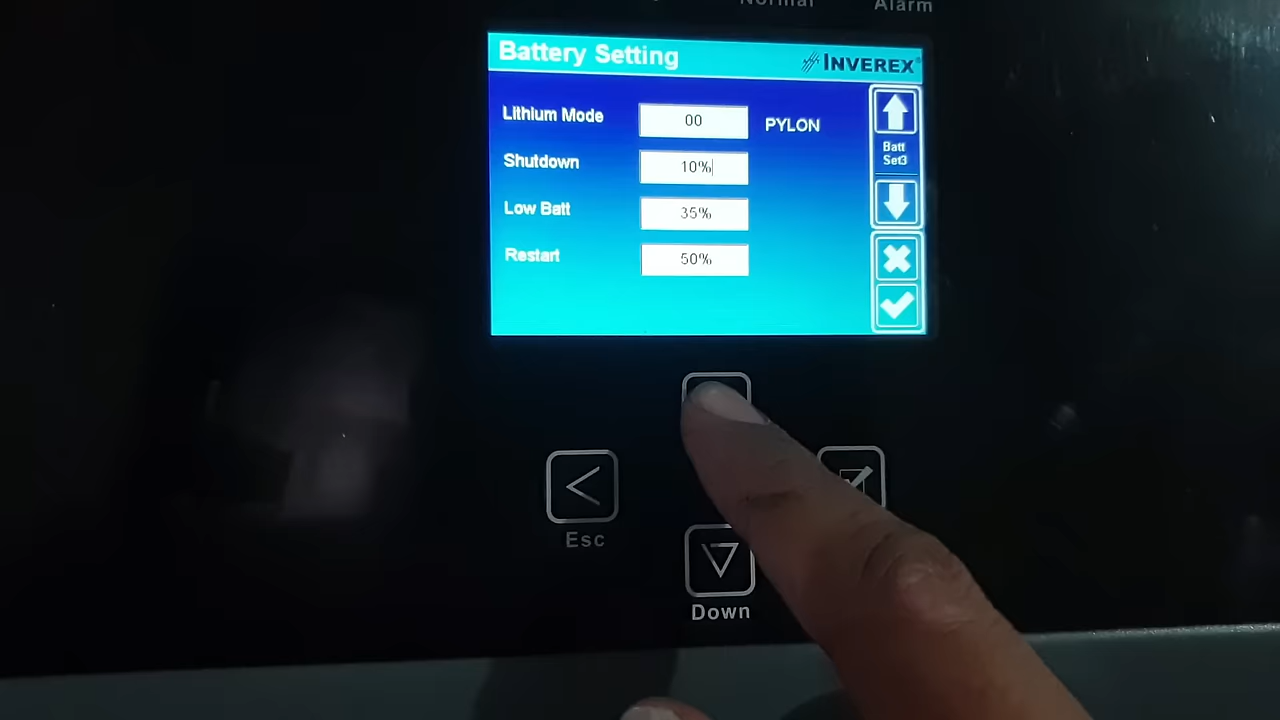 Normal Alarm
Battery Setting INVEREX
Lithium Mode 00 PYLON
Shutdown 10%
Low Batt 35%
Restart 50%
Batt
Set3
Esc
Down